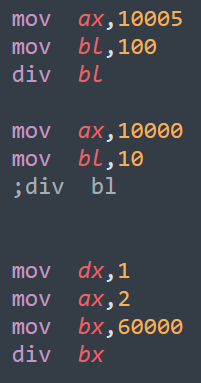 mov ax,10005
mov bl,100
div bl
mov ax,10000
mov bl,10
;div bl
mov dx,1
mov ax,2
mov bx,60000
div bx